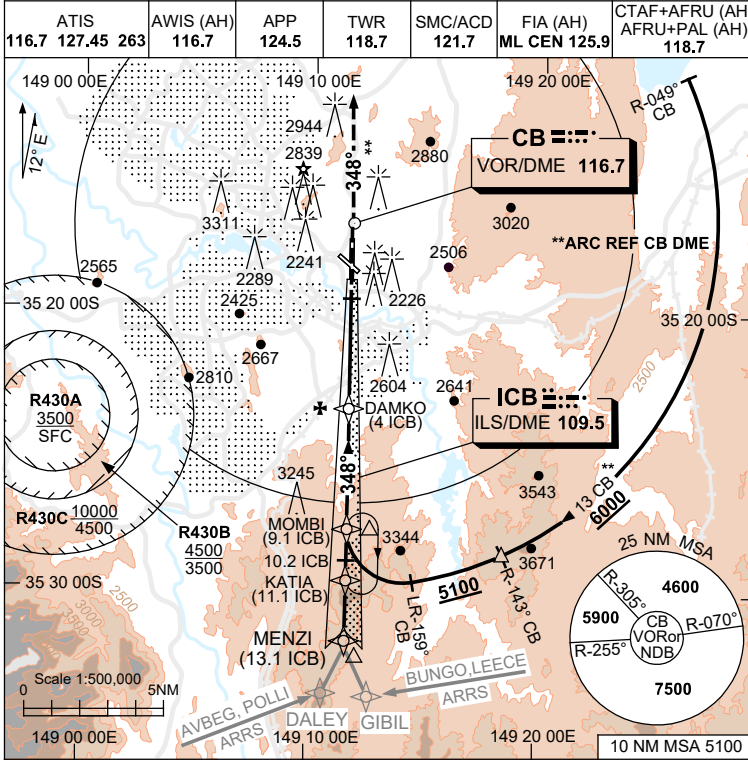 ATIS
116.7 127.45 263
AWIS (AH)
116.7
APP
124.5
TWR
118.7
SMC/ACD
121.7
FIA (AH)
ML CEN 125.9
CTAF+AFRU (AH)
AFRU+PAL (AH)
118.7
149 00 00E
149 10 00E
149 20 00E
R-049°
CB
12° E
2944
2839
348°
**
2880
CB
VOR/DME 116.7
3311
3020
**ARC REF CB DME
2241
2289
2506
2565
35 20 00S
2425
2226
35 20 00S
2667
2604
2641
2810
2500
R430A
3500
SFC
DAMKO
(4 ICB)
ICB
ILS/DME 109.5
348°
3245
3543
**
13 CB
6000
R430C 10000
4500
R430B
4500
3500
MOMBI
(9.1 ICB)
3344
3671
10.2 ICB
35 30 00S
KATIA
(11.1 ICB)
5100
R-143° CB
LR-159°
CB
25 NM MSA
R-305°
4600
5900
CB
VORor
NDB
R-070°
R-255°
7500
2500
3000
2500
MENZI
(13.1 ICB)
Scale 1:500,000
0 5NM
AVBEG, POLLI
ARRS
BUNGO,LEECE
ARRS
DALEY
GIBIL
149 00 00E
149 10 00E
149 20 00E
10 NM MSA 5100